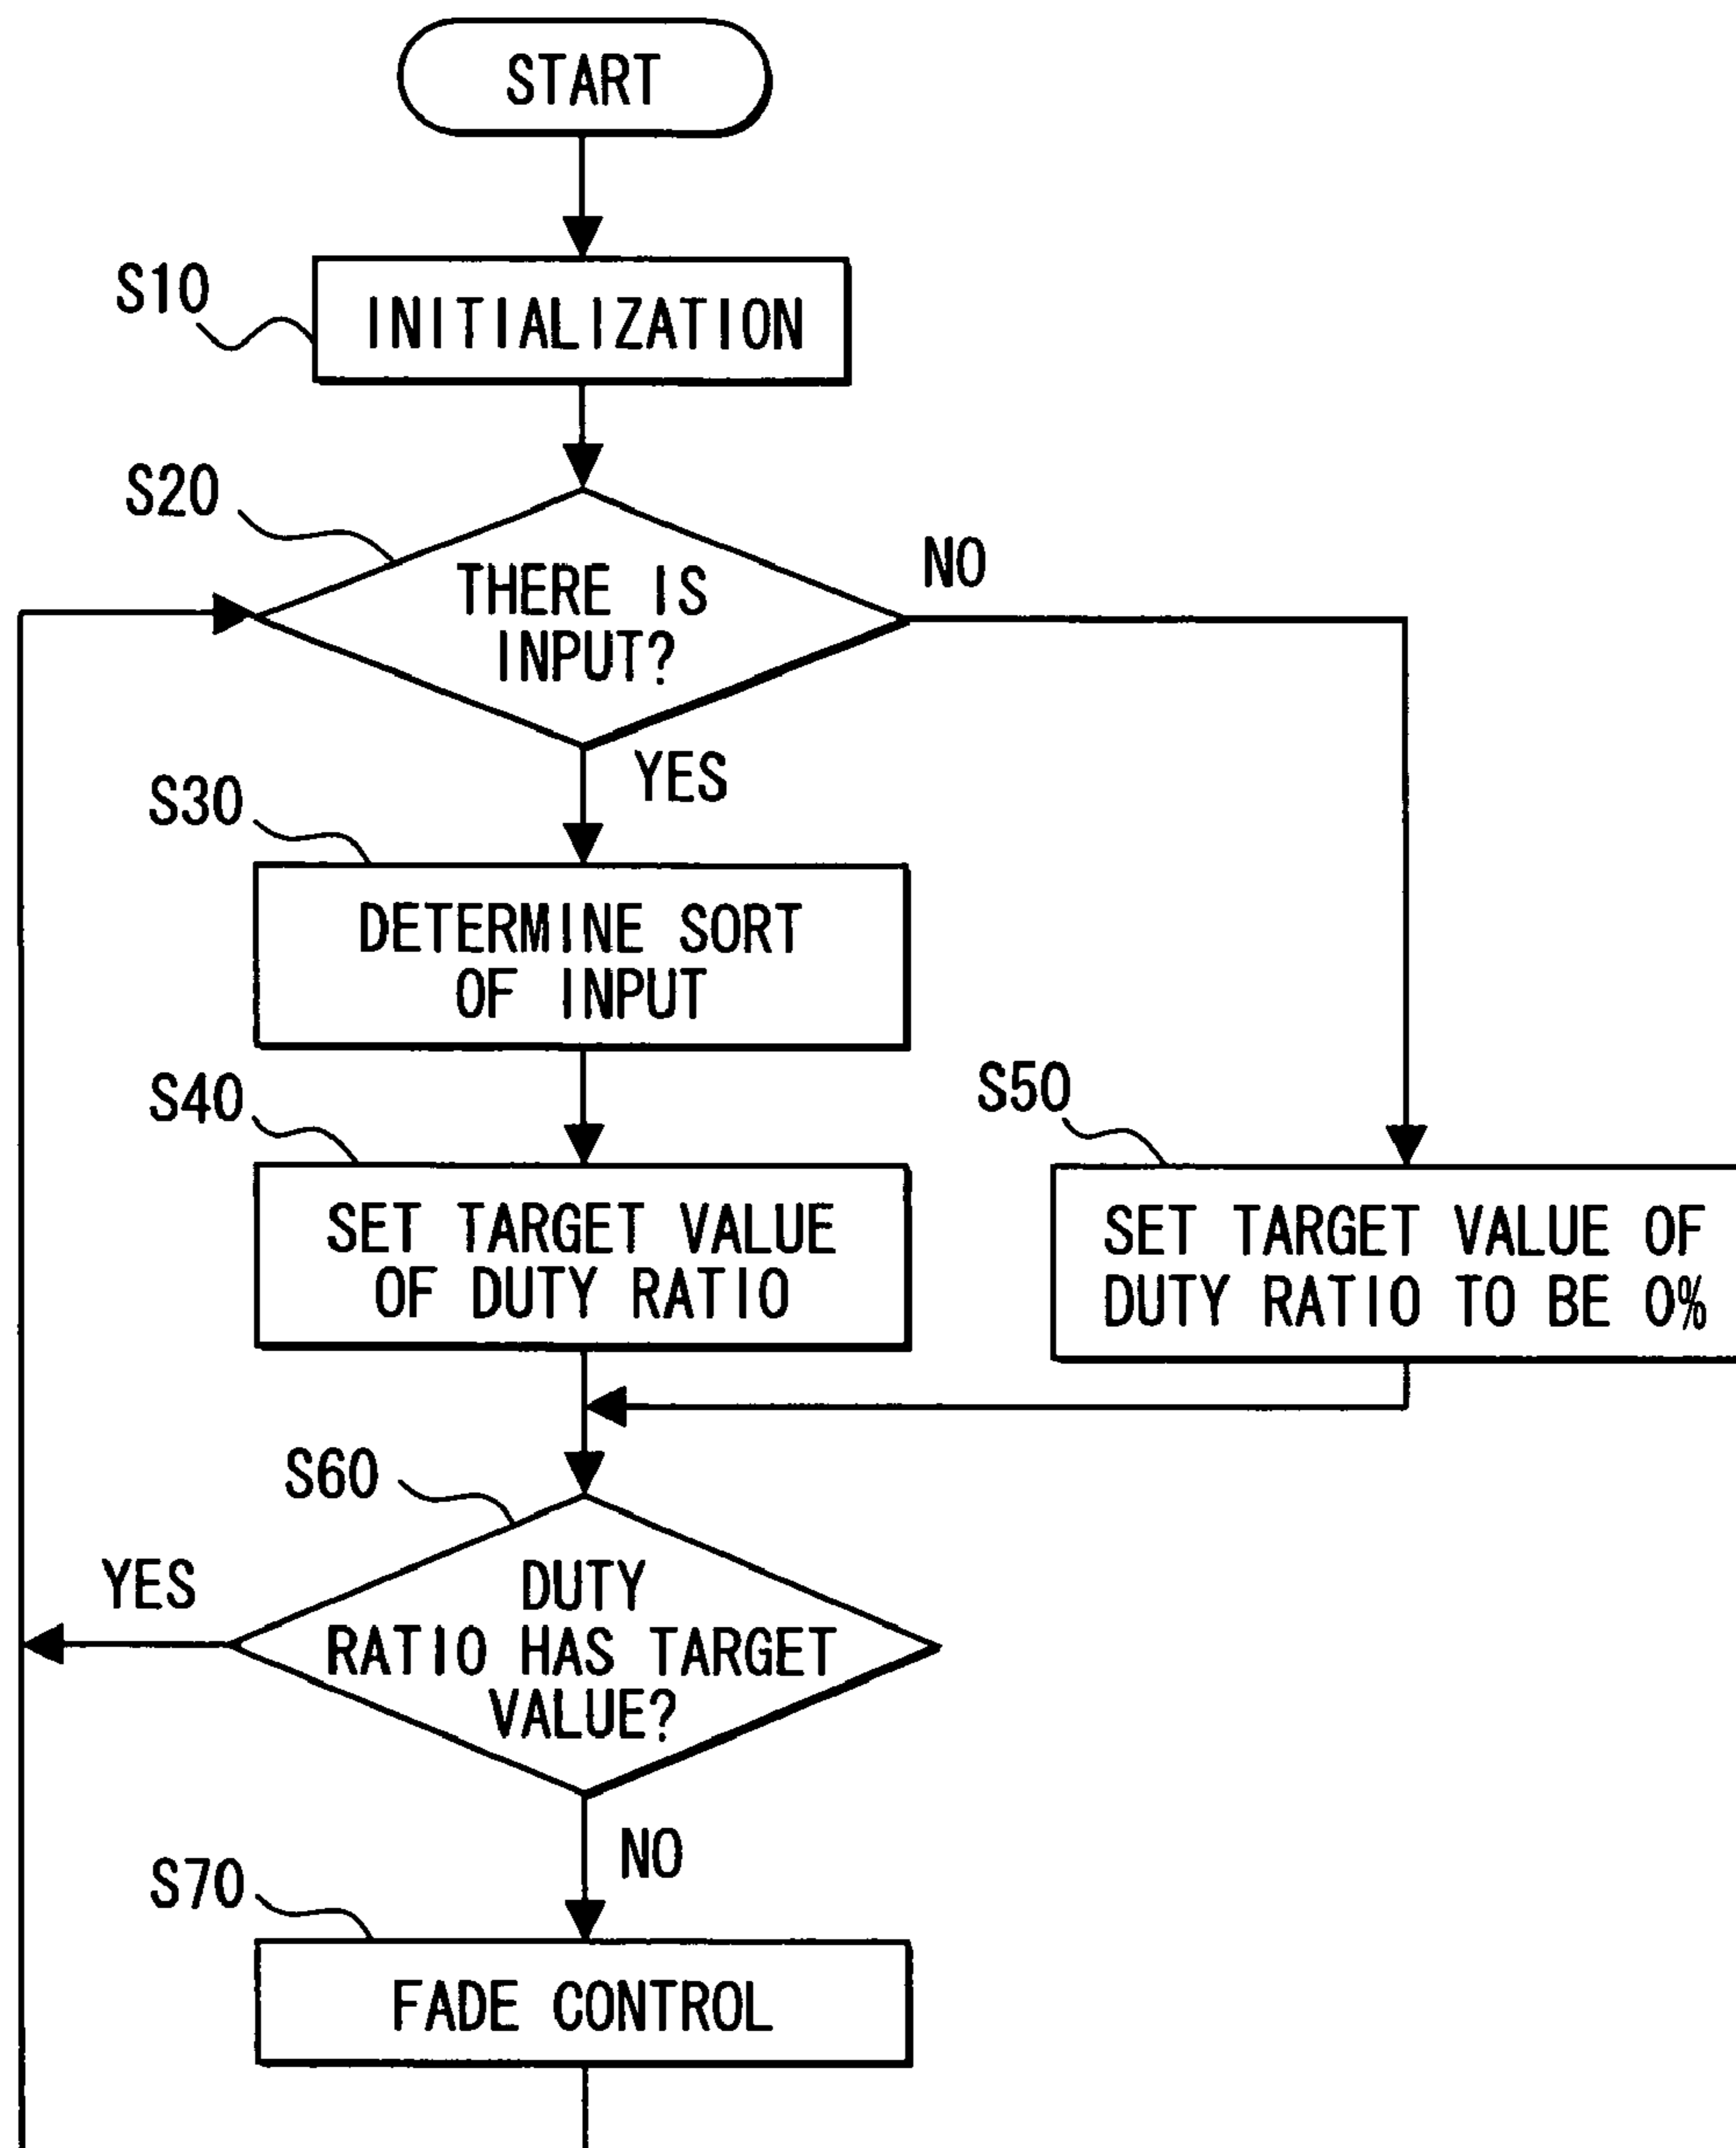 START
S10
INITIALIZATION
S20
THERE IS
INPUT?
NO
YES
S30
DETERMINE SORT
OF INPUT
S40
SET TARGET VALUE
OF DUTY RATIO
S50
SET TARGET VALUE OF
DUTY RATIO TO BE 0%
S60
DUTY
RATIO HAS TARGET
VALUE?
YES
NO
S70
FADE CONTROL